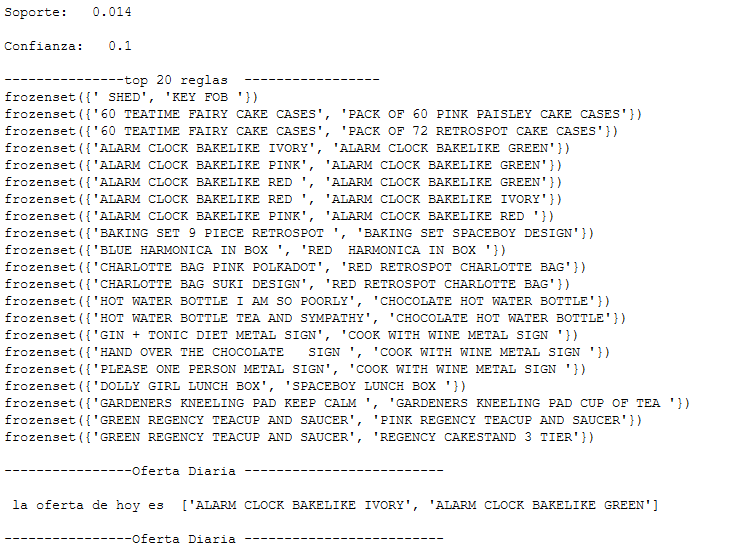 Soporte:   0.014
Confianza:   0.1
---------------top 20 reglas  -----------------
frozenset({' SHED', 'KEY FOB '})
frozenset({'60 TEATIME FAIRY CAKE CASES', 'PACK OF 60 PINK PAISLEY CAKE CASES'})
frozenset({'60 TEATIME FAIRY CAKE CASES', 'PACK OF 72 RETROSPOT CAKE CASES'})
frozenset({'ALARM CLOCK BAKELIKE IVORY', 'ALARM CLOCK BAKELIKE GREEN'})
frozenset({'ALARM CLOCK BAKELIKE PINK', 'ALARM CLOCK BAKELIKE GREEN'})
frozenset({'ALARM CLOCK BAKELIKE RED ', 'ALARM CLOCK BAKELIKE GREEN'})
frozenset({'ALARM CLOCK BAKELIKE RED ', 'ALARM CLOCK BAKELIKE IVORY'})
frozenset({'ALARM CLOCK BAKELIKE PINK', 'ALARM CLOCK BAKELIKE RED '})
frozenset({'BAKING SET 9 PIECE RETROSPOT ', 'BAKING SET SPACEBOY DESIGN'})
frozenset({'BLUE HARMONICA IN BOX ', 'RED  HARMONICA IN BOX '})
frozenset({'CHARLOTTE BAG PINK POLKADOT', 'RED RETROSPOT CHARLOTTE BAG'})
frozenset({'CHARLOTTE BAG SUKI DESIGN', 'RED RETROSPOT CHARLOTTE BAG'})
frozenset({'HOT WATER BOTTLE I AM SO POORLY', 'CHOCOLATE HOT WATER BOTTLE'})
frozenset({'HOT WATER BOTTLE TEA AND SYMPATHY', 'CHOCOLATE HOT WATER BOTTLE'})
frozenset({'GIN + TONIC DIET METAL SIGN', 'COOK WITH WINE METAL SIGN '})
frozenset({'HAND OVER THE CHOCOLATE   SIGN ', 'COOK WITH WINE METAL SIGN '})
frozenset({'PLEASE ONE PERSON METAL SIGN', 'COOK WITH WINE METAL SIGN '})
frozenset({'DOLLY GIRL LUNCH BOX', 'SPACEBOY LUNCH BOX '})
frozenset({'GARDENERS KNEELING PAD KEEP CALM ', 'GARDENERS KNEELING PAD CUP OF TEA '})
frozenset({'GREEN REGENCY TEACUP AND SAUCER', 'PINK REGENCY TEACUP AND SAUCER'})
frozenset({'GREEN REGENCY TEACUP AND SAUCER', 'REGENCY CAKESTAND 3 TIER'})
----------------Oferta Diaria -------------------------
la oferta de hoy es  ['ALARM CLOCK BAKELIKE IVORY', 'ALARM CLOCK BAKELIKE GREEN']
----------------Oferta Diaria -------------------------